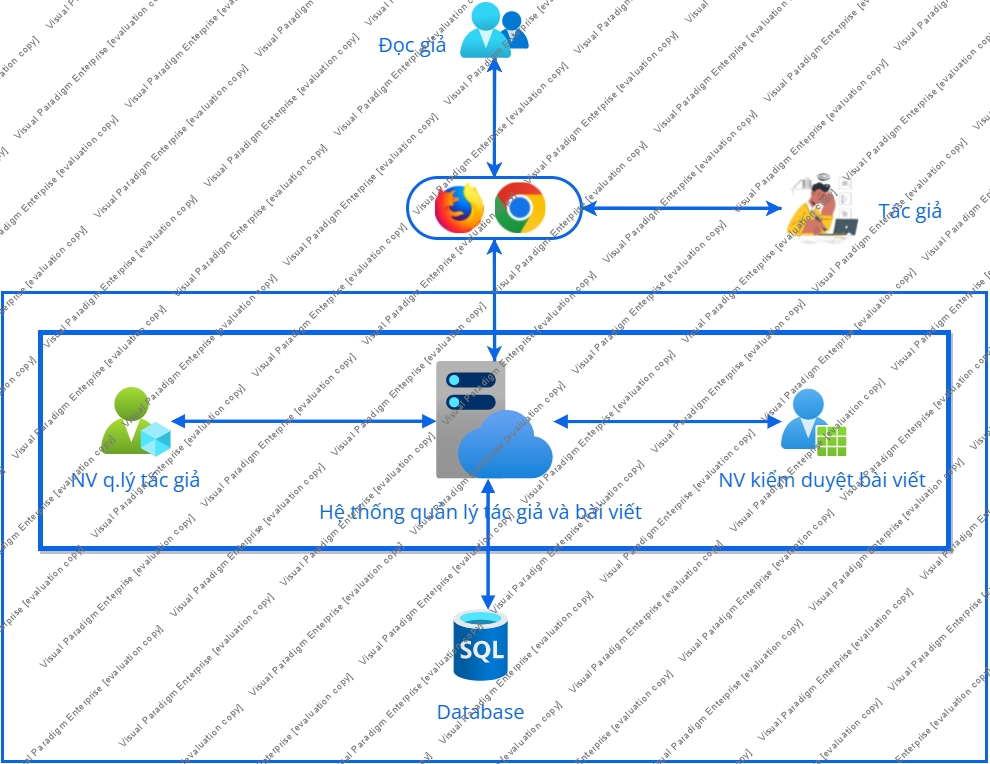 Đọc giả
Tác giả
NV q.lý tác giả
NV kiểm duyệt bài viết
Hệ thống quản lý tác giả và bài viết
SQL
Database
Visual Paradigm Enterprise [evaluation copy]